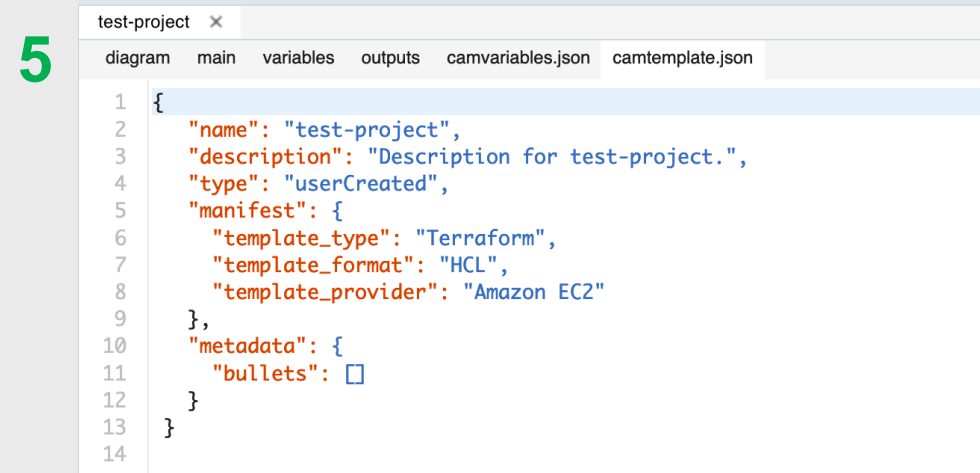 5
test-project ×
diagram main variables outputs camvariables.json camtemplate.json
1 {
2 "name": "test-project",
3 "description": "Description for test-project.",
4 "type": "userCreated",
5 "manifest": {
6 "template_type": "Terraform",
7 "template_format": "HCL",
8 "template_provider": "Amazon EC2"
9 },
10 "metadata": {
11 "bullets": []
12 }
13 }
14